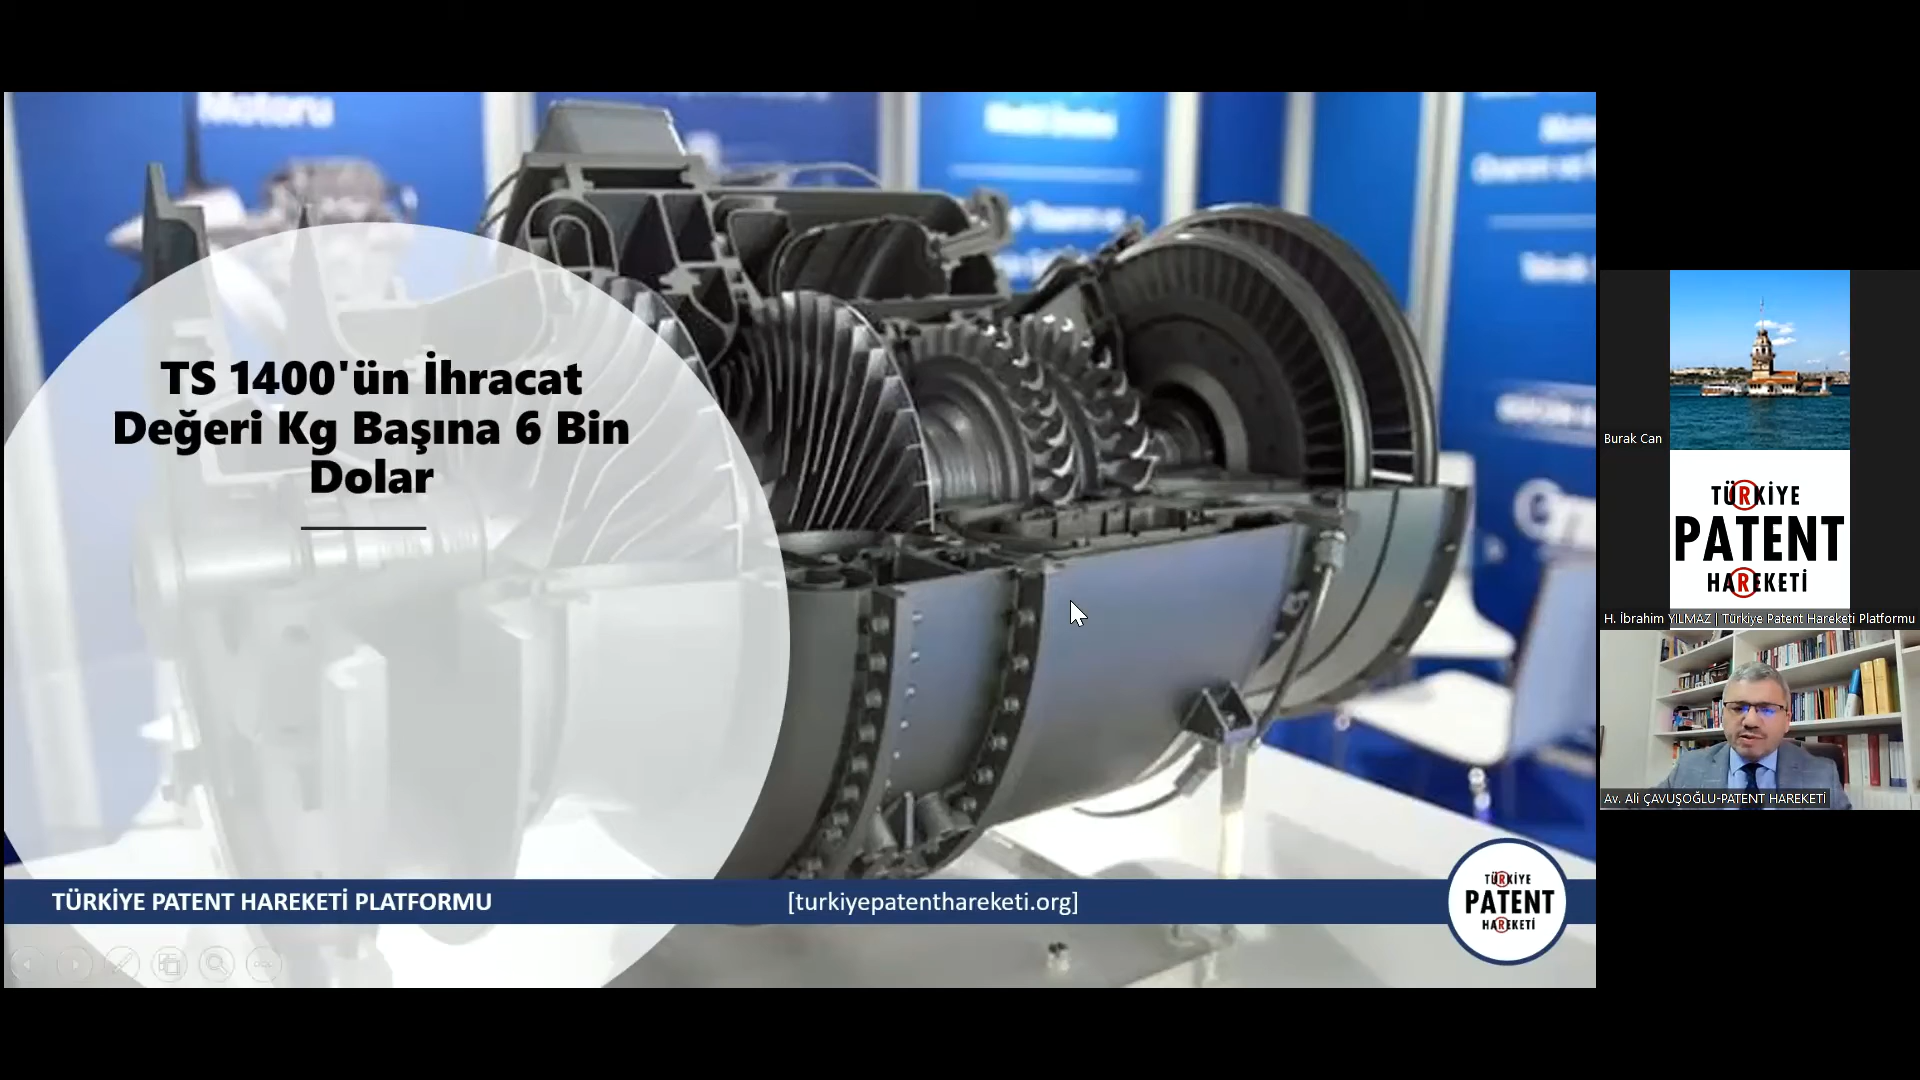 Motoru
TS 1400'ün İhracat
Değeri Kg Başına 6 Bin
Dolar
TÜRKİYE PATENT HAREKETİ PLATFORMU
[turkiyepatenthareketi.org]
TÜRKİYE
PATENT
HAREKETİ
Burak Can
TÜRKİYE
PATENT
HAREKETİ
H. İbrahim YILMAZ | Türkiye Patent Hareketi Platformu
Av. Ali ÇAVUŞOĞLU-PATENT HAREKETİ